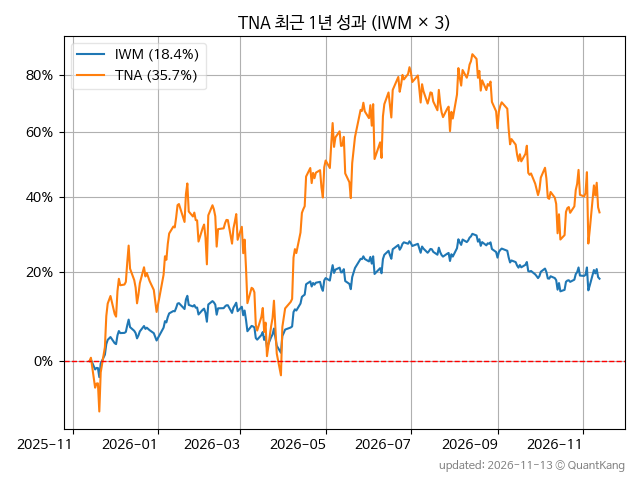 TNA 최근 1년 성과 (IWM × 3)
IWM (18.4%)
TNA (35.7%)
80%
60%
40%
20%
0%
2025-11 2026-01 2026-03 2026-05 2026-07 2026-09 2026-11
updated: 2026-11-13 © QuantKang